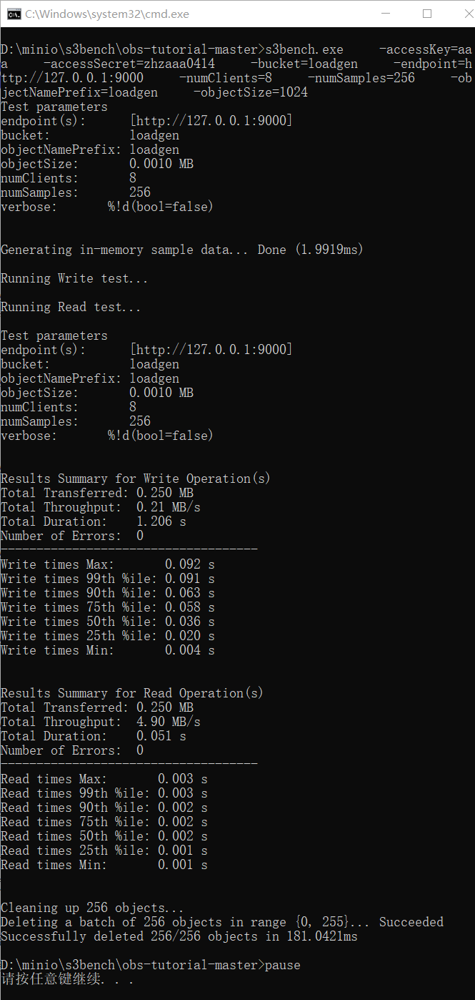 C:\Windows\system32\cmd.exe
D:\minio\s3bench\obs-tutorial-master>s3bench.exe     -accessKey=aa
a     -accessSecret=zhzaaa0414     -bucket=loadgen     -endpoint=h
ttp://127.0.0.1:9000     -numClients=8     -numSamples=256     -ob
jectNamePrefix=loadgen     -objectSize=1024
Test parameters
endpoint(s):      [http://127.0.0.1:9000]
bucket:           loadgen
objectNamePrefix: loadgen
objectSize:       0.0010 MB
numClients:       8
numSamples:       256
verbose:       %!d(bool=false)
Generating in-memory sample data... Done (1.9919ms)
Running Write test...
Running Read test...
Test parameters
endpoint(s):      [http://127.0.0.1:9000]
bucket:           loadgen
objectNamePrefix: loadgen
objectSize:       0.0010 MB
numClients:       8
numSamples:       256
verbose:       %!d(bool=false)
Results Summary for Write Operation(s)
Total Transferred: 0.250 MB
Total Throughput:  0.21 MB/s
Total Duration:    1.206 s
Number of Errors:  0
------------------------------------
Write times Max:       0.092 s
Write times 99th %ile: 0.091 s
Write times 90th %ile: 0.063 s
Write times 75th %ile: 0.058 s
Write times 50th %ile: 0.036 s
Write times 25th %ile: 0.020 s
Write times Min:       0.004 s
Results Summary for Read Operation(s)
Total Transferred: 0.250 MB
Total Throughput:  4.90 MB/s
Total Duration:    0.051 s
Number of Errors:  0
------------------------------------
Read times Max:       0.003 s
Read times 99th %ile: 0.003 s
Read times 90th %ile: 0.002 s
Read times 75th %ile: 0.002 s
Read times 50th %ile: 0.002 s
Read times 25th %ile: 0.001 s
Read times Min:       0.001 s
Cleaning up 256 objects...
Deleting a batch of 256 objects in range {0, 255}... Succeeded
Successfully deleted 256/256 objects in 181.0421ms
D:\minio\s3bench\obs-tutorial-master>pause
请按任意键继续. . .